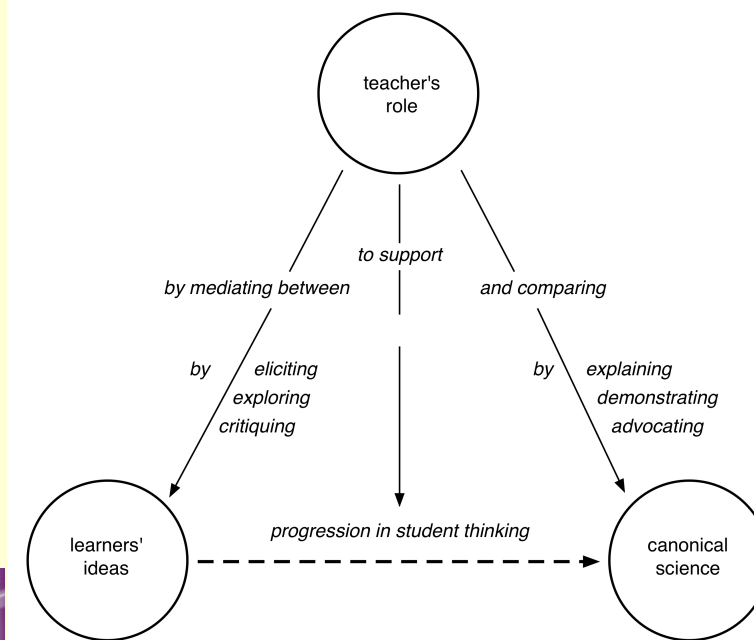 teacher's
role
to support
by mediating between
and comparing
by eliciting
exploring
critiquing
by explaining
demonstrating
advocating
progression in student thinking
learners'
ideas
canonical
science